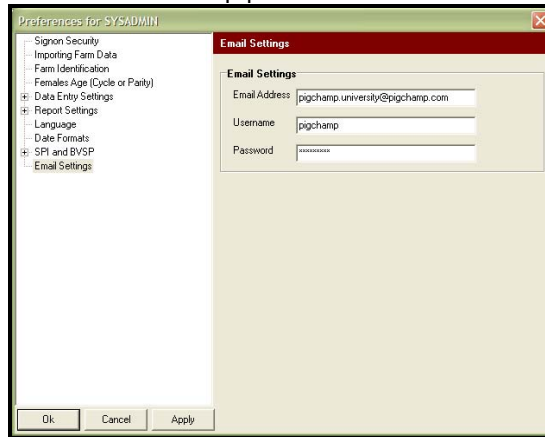 Preferences for SYSADMIN
Signon Security
Importing Farm Data
Farm Identification
Females Age (Cycle or Parity)
Data Entry Settings
Report Settings
Language
Date Formats
SPI and BVSP
Email Settings
Email Settings
Email Settings
Email Address pigchamp.university@pigchamp.com
Username pigchamp
Password *********
Ok Cancel Apply